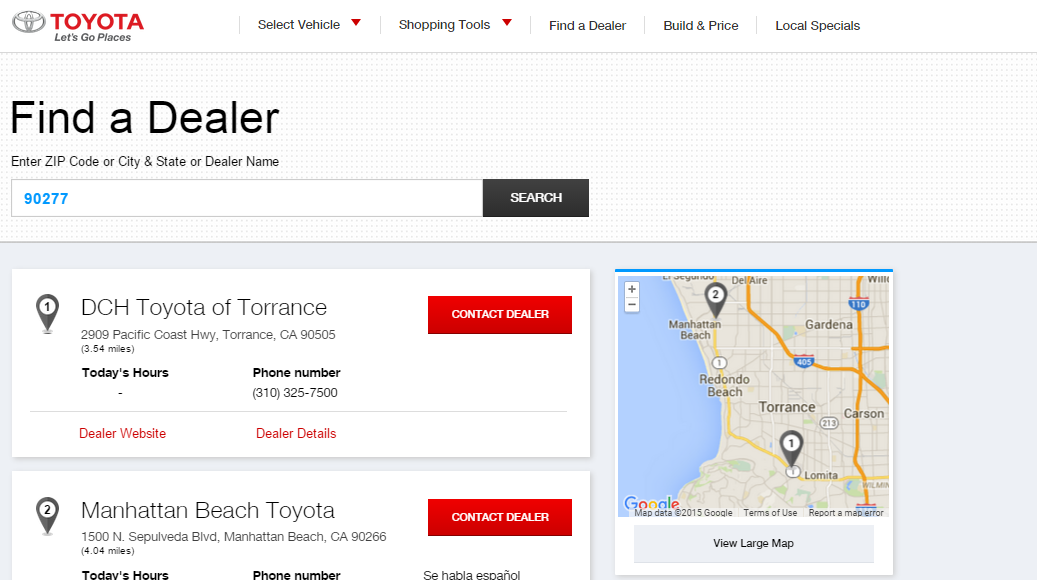 TOYOTA
Let's Go Places
Select Vehicle
Shopping Tools
Find a Dealer
Build & Price
Local Specials
Find a Dealer
Enter ZIP Code or City & State or Dealer Name
90277
SEARCH
1
DCH Toyota of Torrance
CONTACT DEALER
2909 Pacific Coast Hwy, Torrance, CA 90505
(3.54 miles)
Today's Hours
Phone number
-
(310) 325-7500
Dealer Website
Dealer Details
2
Manhattan Beach Toyota
CONTACT DEALER
1500 N. Sepulveda Blvd, Manhattan Beach, CA 90266
(4.04 miles)
Today's Hours
Phone number
Se habla español
El Segundo
Del Aire
+
−
2
110
Manhattan
Beach
Gardena
1
405
Redondo
Beach
Torrance
Carson
213
1
1
Lomita
Google
Map data ©2015 Google
Terms of Use
Report a map error
View Large Map